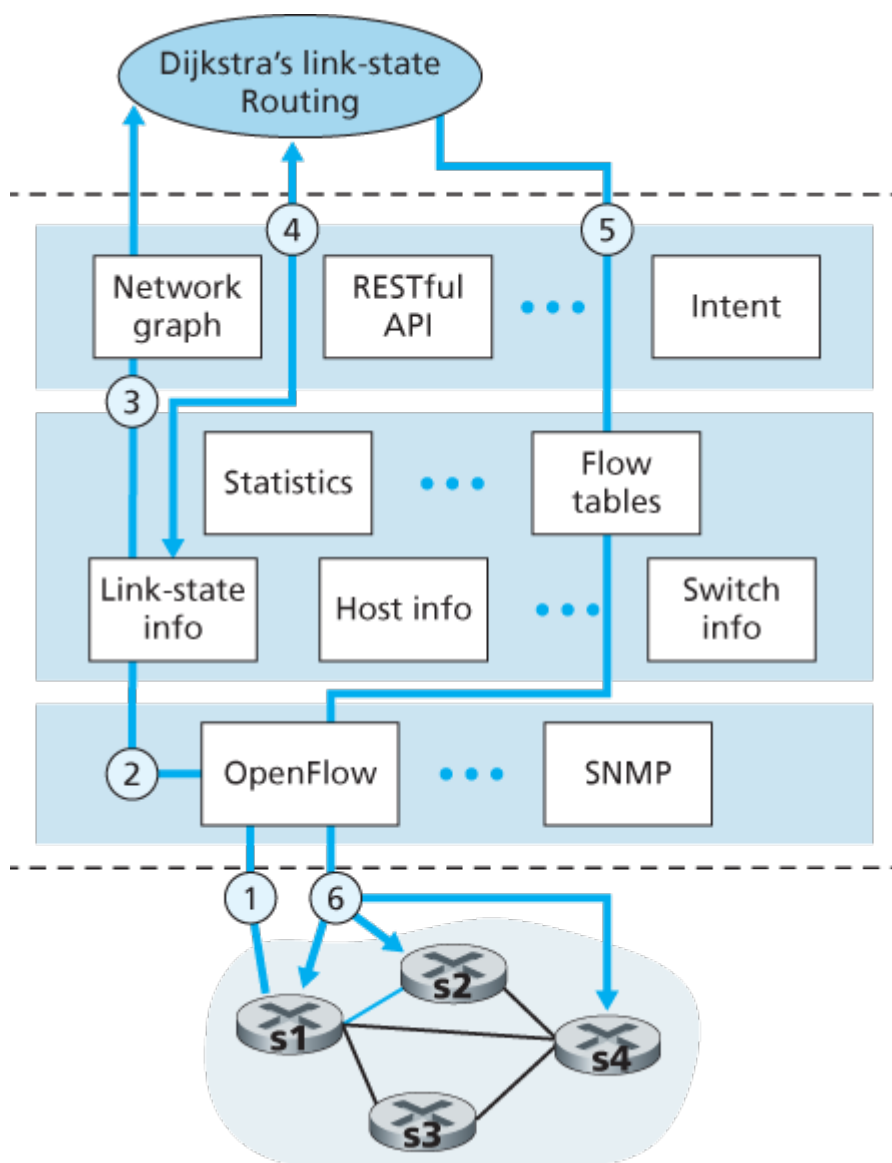 Dijkstra's link-state
Routing
4
5
Network
graph
RESTful
API
Intent
3
Statistics
Flow
tables
Link-state
info
Host info
Switch
info
2
OpenFlow
SNMP
1
6
s2
s1
s4
s3